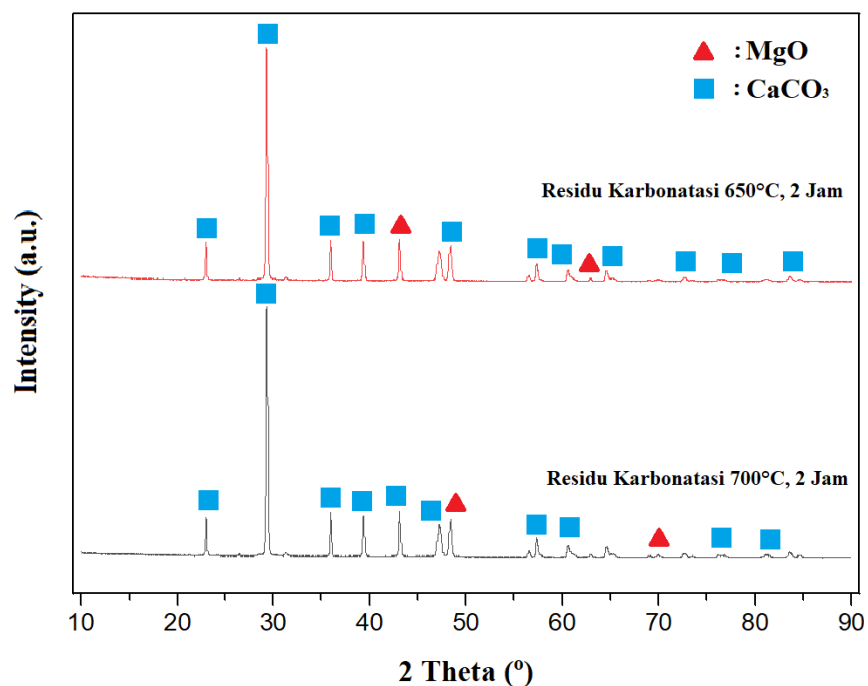 : MgO
: CaCO₃
Residu Karbonatasi 650°C, 2 Jam
Intensity (a.u.)
Residu Karbonatasi 700°C, 2 Jam
10 20 30 40 50 60 70 80 90
2 Theta (º)